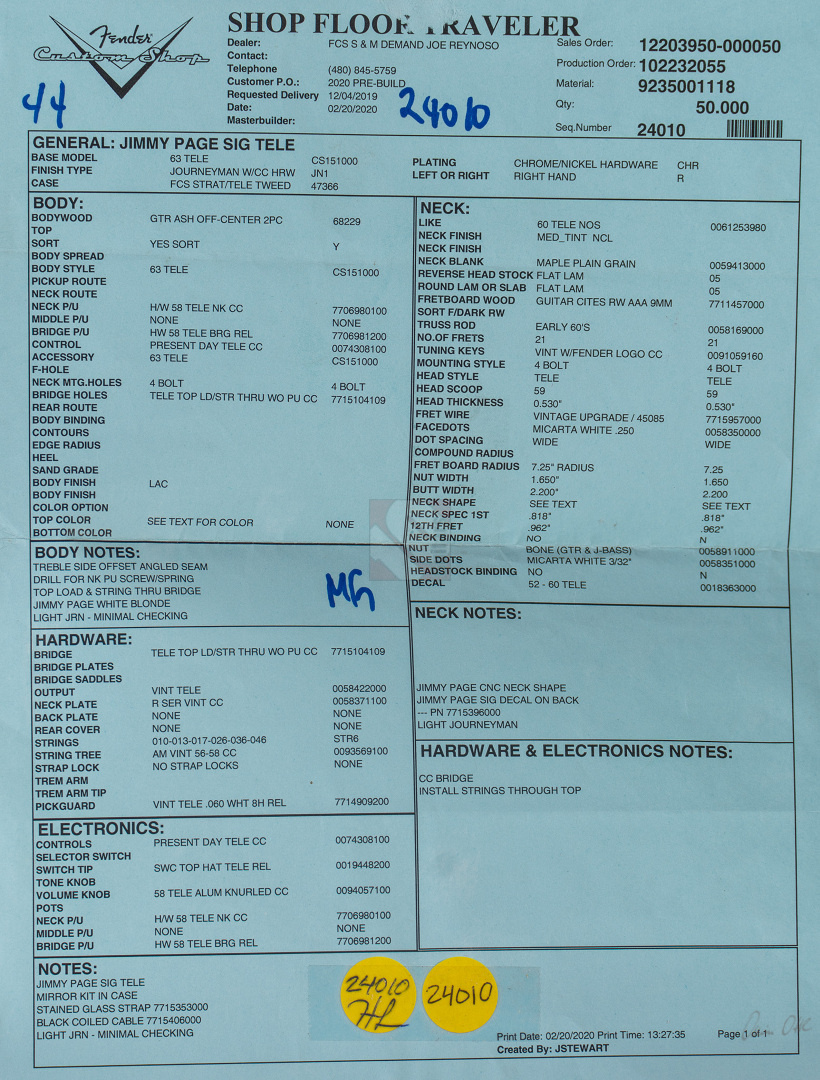 Fender
Custom Shop
SHOP FLOOR TRAVELER
Dealer: FCS S & M DEMAND JOE REYNOSO
Contact:
Telephone (480) 845-5759
Customer P.O.: 2020 PRE-BUILD
Requested Delivery 12/04/2019
Date: 02/20/2020
Masterbuilder:
44
24010
Sales Order: 12203950-000050
Production Order: 102232055
Material: 9235001118
Qty: 50.000
Seq.Number 24010
GENERAL: JIMMY PAGE SIG TELE
BASE MODEL 63 TELE CS151000
FINISH TYPE JOURNEYMAN W/CC HRW JN1
CASE FCS STRAT/TELE TWEED 47366
PLATING CHROME/NICKEL HARDWARE CHR
LEFT OR RIGHT RIGHT HAND R
BODY:
BODYWOOD GTR ASH OFF-CENTER 2PC 68229
TOP
SORT YES SORT Y
BODY SPREAD
BODY STYLE 63 TELE CS151000
PICKUP ROUTE
NECK ROUTE
NECK P/U H/W 58 TELE NK CC 7706980100
MIDDLE P/U NONE NONE
BRIDGE P/U HW 58 TELE BRG REL 7706981200
CONTROL PRESENT DAY TELE CC 0074308100
ACCESSORY 63 TELE CS151000
F-HOLE
NECK MTG.HOLES 4 BOLT 4 BOLT
BRIDGE HOLES TELE TOP LD/STR THRU WO PU CC 7715104109
REAR ROUTE
BODY BINDING
CONTOURS
EDGE RADIUS
HEEL
SAND GRADE
BODY FINISH LAC
BODY FINISH
COLOR OPTION
TOP COLOR SEE TEXT FOR COLOR NONE
BOTTOM COLOR
BODY NOTES:
TREBLE SIDE OFFSET ANGLED SEAM
DRILL FOR NK PU SCREW/SPRING
TOP LOAD & STRING THRU BRIDGE
JIMMY PAGE WHITE BLONDE
LIGHT JRN - MINIMAL CHECKING
HARDWARE:
BRIDGE TELE TOP LD/STR THRU WO PU CC 7715104109
BRIDGE PLATES
BRIDGE SADDLES
OUTPUT VINT TELE 0058422000
NECK PLATE R SER VINT CC 0058371100
BACK PLATE NONE NONE
REAR COVER NONE NONE
STRINGS 010-013-017-026-036-046 STR6
STRING TREE AM VINT 56-58 CC 0093569100
STRAP LOCK NO STRAP LOCKS NONE
TREM ARM
TREM ARM TIP
PICKGUARD VINT TELE .060 WHT 8H REL 7714909200
ELECTRONICS:
CONTROLS PRESENT DAY TELE CC 0074308100
SELECTOR SWITCH
SWITCH TIP SWC TOP HAT TELE REL 0019448200
TONE KNOB
VOLUME KNOB 58 TELE ALUM KNURLED CC 0094057100
POTS
NECK P/U H/W 58 TELE NK CC 7706980100
MIDDLE P/U NONE NONE
BRIDGE P/U HW 58 TELE BRG REL 7706981200
NECK:
LIKE 60 TELE NOS 0061253980
NECK FINISH MED_TINT NCL
NECK FINISH
NECK BLANK MAPLE PLAIN GRAIN 0059413000
REVERSE HEAD STOCK FLAT LAM 05
ROUND LAM OR SLAB FLAT LAM 05
FRETBOARD WOOD GUITAR CITES RW AAA 9MM 7711457000
SORT F/DARK RW
TRUSS ROD EARLY 60'S 0058169000
NO.OF FRETS 21 21
TUNING KEYS VINT W/FENDER LOGO CC 0091059160
MOUNTING STYLE 4 BOLT 4 BOLT
HEAD STYLE TELE TELE
HEAD SCOOP 59 59
HEAD THICKNESS 0.530" 0.530"
FRET WIRE VINTAGE UPGRADE / 45085 7715957000
FACEDOTS MICARTA WHITE .250 0058350000
DOT SPACING WIDE WIDE
COMPOUND RADIUS
FRET BOARD RADIUS 7.25" RADIUS 7.25
NUT WIDTH 1.650" 1.650
BUTT WIDTH 2.200" 2.200
NECK SHAPE SEE TEXT SEE TEXT
NECK SPEC 1ST .818" .818"
12TH FRET .962" .962"
NECK BINDING NO N
NUT BONE (GTR & J-BASS) 0058911000
SIDE DOTS MICARTA WHITE 3/32" 0058351000
HEADSTOCK BINDING NO N
DECAL 52 - 60 TELE 0018363000
NECK NOTES:
JIMMY PAGE CNC NECK SHAPE
JIMMY PAGE SIG DECAL ON BACK
--- PN 7715396000
LIGHT JOURNEYMAN
HARDWARE & ELECTRONICS NOTES:
CC BRIDGE
INSTALL STRINGS THROUGH TOP
NOTES:
JIMMY PAGE SIG TELE
MIRROR KIT IN CASE
STAINED GLASS STRAP 7715353000
BLACK COILED CABLE 7715406000
LIGHT JRN - MINIMAL CHECKING
24010
24010
Print Date: 02/20/2020 Print Time: 13:27:35 Page 1 of 1
Created By: JSTEWART